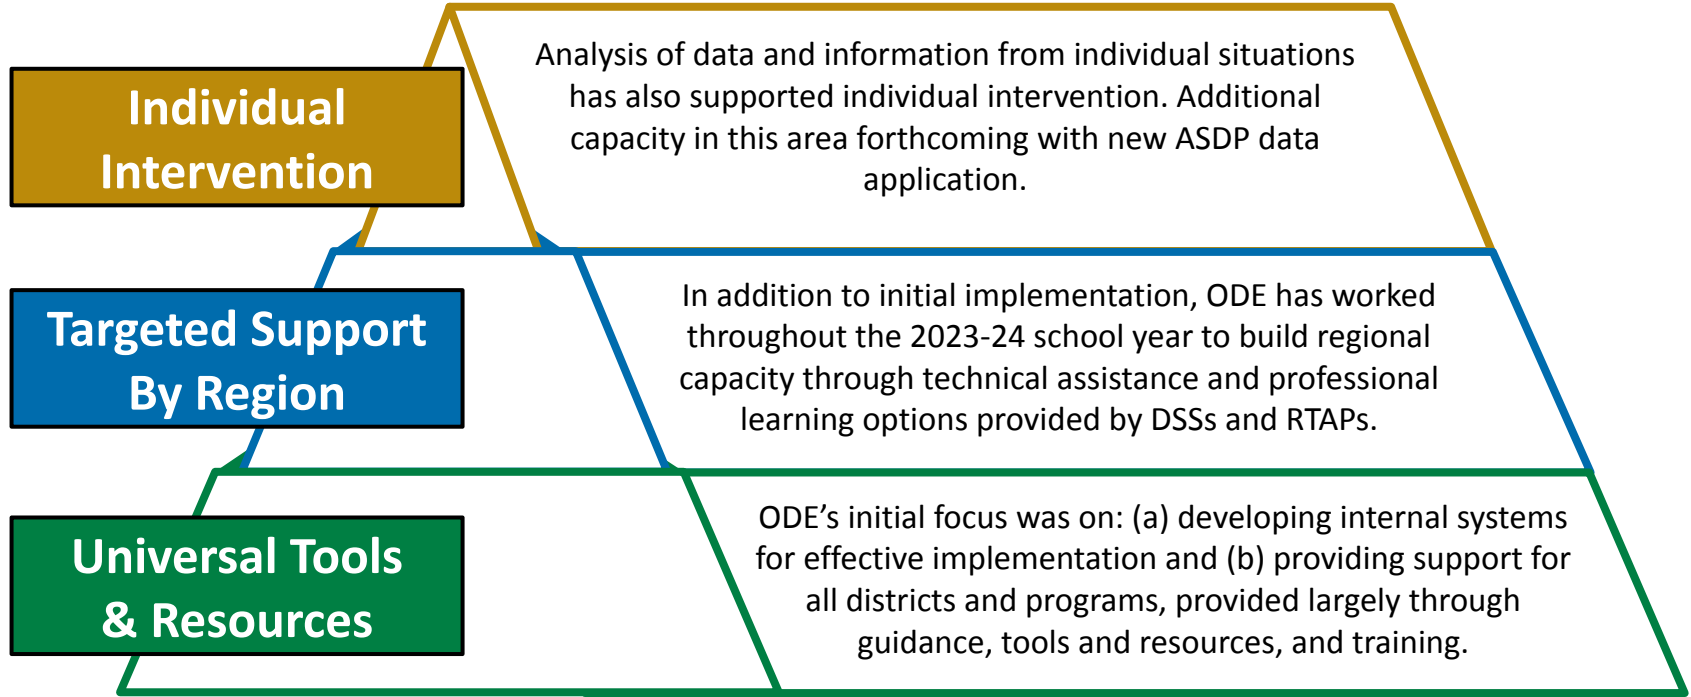 Individual
Intervention
Analysis of data and information from individual situations
has also supported individual intervention. Additional
capacity in this area forthcoming with new ASDP data
application.
Targeted Support
By Region
In addition to initial implementation, ODE has worked
throughout the 2023-24 school year to build regional
capacity through technical assistance and professional
learning options provided by DSSs and RTAPs.
Universal Tools
& Resources
ODE’s initial focus was on: (a) developing internal systems
for effective implementation and (b) providing support for
all districts and programs, provided largely through
guidance, tools and resources, and training.